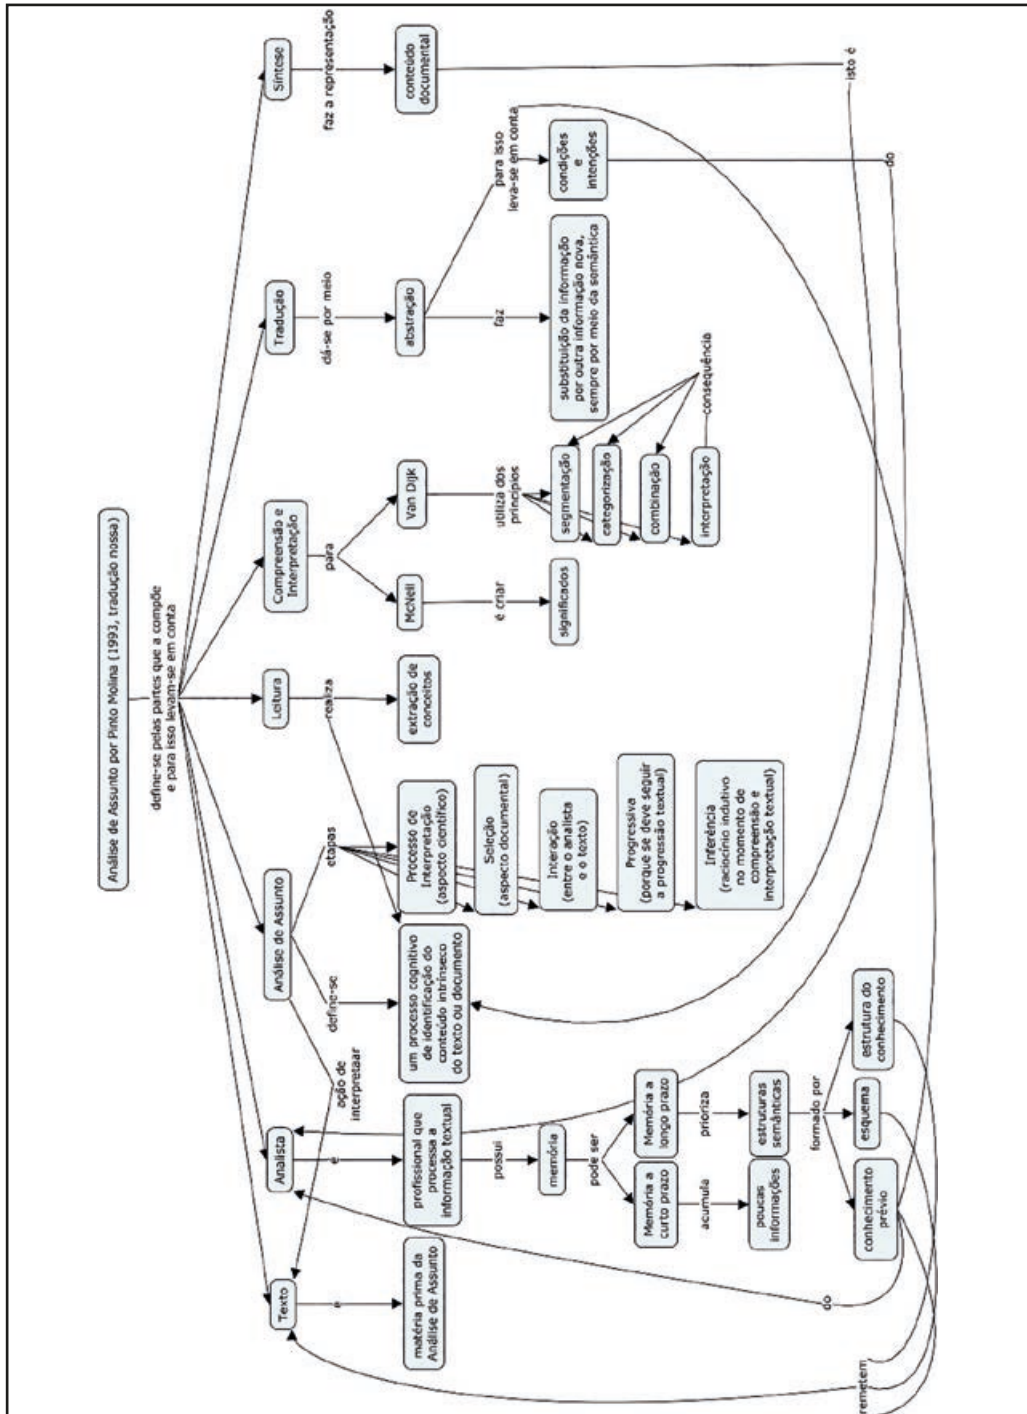 Análise de Assunto por Pinto Molina (1993, tradução nossa)
define-se pelas partes que a compõe
e para isso levam-se em conta
Texto
Analista
Análise de Assunto
Leitura
Compreensão e
Interpretação
Tradução
Síntese
é
matéria prima da
Análise de Assunto
é
profissional que
processa a
informação textual
possui
memória
pode ser
Memória a
curto prazo
Memória a
longo prazo
acumula
poucas
informações
prioriza
estruturas
semânticas
formado por
conhecimento
prévio
esquema
estrutura do
conhecimento
do
remetem
ação de
interpretaar
define-se
um processo cognitivo
de identificação do
conteúdo intrínseco
do texto ou documento
etapas
Processo de
Interpretação
(aspecto científico)
Seleção
(aspecto documental)
Interação
(entre o analista
e o texto)
Progressiva
(porque se deve seguir
a progressão textual)
Inferência
(raciocínio indutivo
no momento de
compreensão e
interpretação textual)
realiza
extração de
conceitos
para
McNeil
Van Dijk
é criar
significados
utiliza dos
princípios
segmentação
categorização
combinação
interpretação
consequência
dá-se por meio
abstração
faz
substituição da informação
por outra informação nova,
sempre por meio da semântica
para isso
leva-se em conta
condições
e
intenções
do
faz a representação
conteúdo
documental
isto é